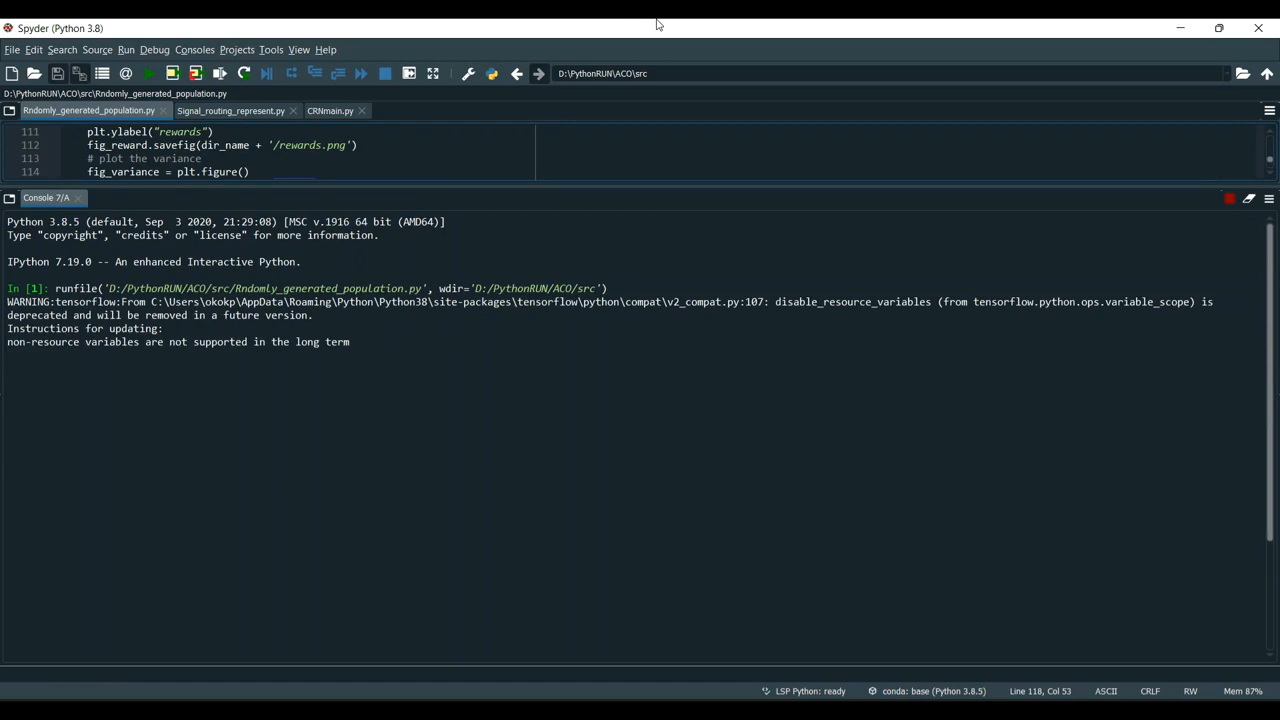 Spyder (Python 3.8)
File Edit Search Source Run Debug Consoles Projects Tools View Help
D:\PythonRUN\ACO\src
D:\PythonRUN\ACO\src\Rndomly_generated_population.py
Rndomly_generated_population.py Signal_routing_represent.py CRNmain.py
111 plt.ylabel("rewards")
112 fig_reward.savefig(dir_name + '/rewards.png')
113 # plot the variance
114 fig_variance = plt.figure()
Console 7/A
Python 3.8.5 (default, Sep  3 2020, 21:29:08) [MSC v.1916 64 bit (AMD64)]
Type "copyright", "credits" or "license" for more information.
IPython 7.19.0 -- An enhanced Interactive Python.
In [1]: runfile('D:/PythonRUN/ACO/src/Rndomly_generated_population.py', wdir='D:/PythonRUN/ACO/src')
WARNING:tensorflow:From C:\Users\okokp\AppData\Roaming\Python\Python38\site-packages\tensorflow\python\compat\v2_compat.py:107: disable_resource_variables (from tensorflow.python.ops.variable_scope) is
deprecated and will be removed in a future version.
Instructions for updating:
non-resource variables are not supported in the long term
LSP Python: ready conda: base (Python 3.8.5) Line 118, Col 53 ASCII CRLF RW Mem 87%